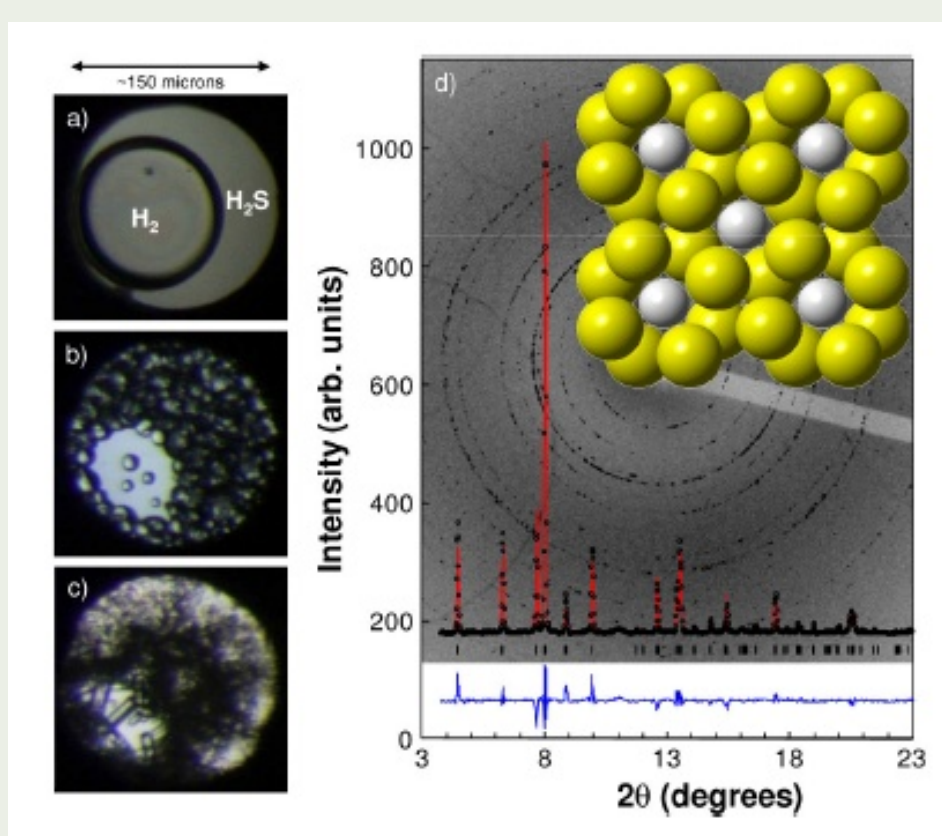 ~150 microns
a)
H₂S
H₂
b)
c)
d)
Intensity (arb. units)
1000
800
600
400
200
0
3 8 13 18 23
2θ (degrees)